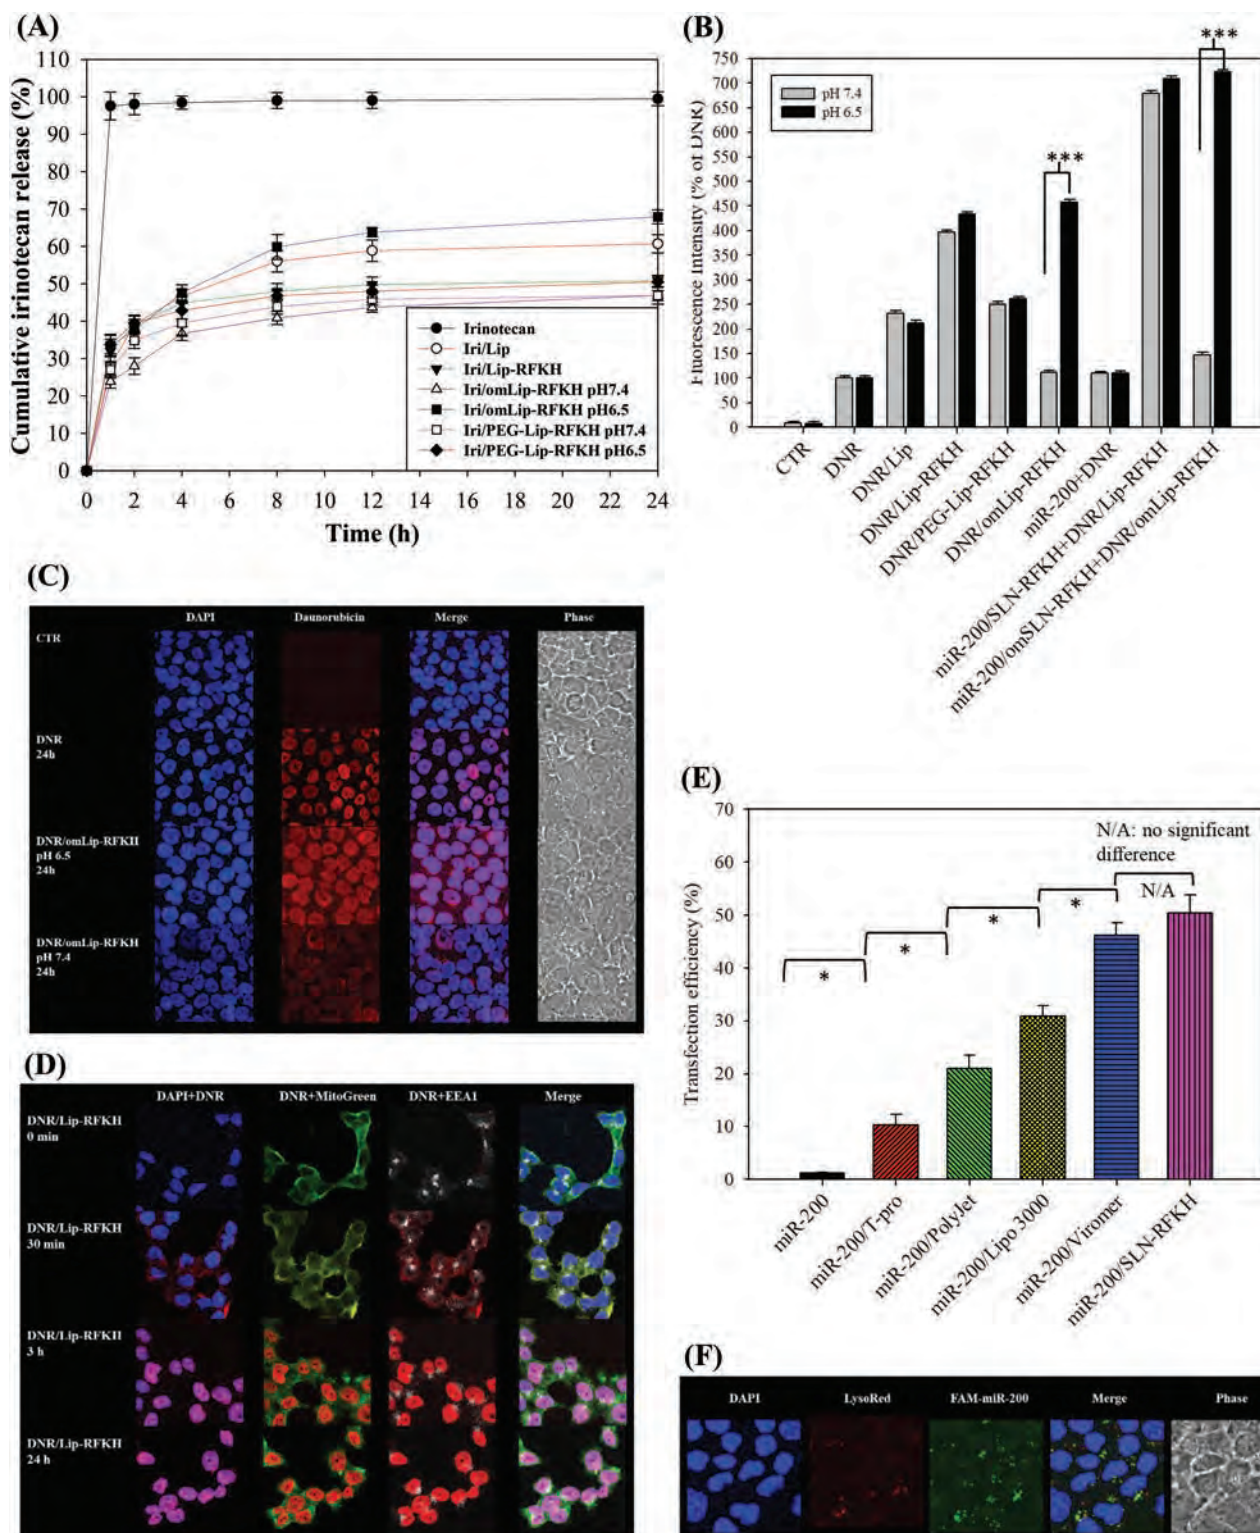 (A)
110
100
90
80
70
60
50
40
30
20
10
0
Cumulative irinotecan release (%)
0 2 4 6 8 10 12 14 16 18 20 22 24
Time (h)
Irinotecan
Iri/Lip
Iri/Lip-RFKH
Iri/omLip-RFKH pH7.4
Iri/omLip-RFKH pH6.5
Iri/PEG-Lip-RFKH pH7.4
Iri/PEG-Lip-RFKH pH6.5
(B)
750
700
650
600
550
500
450
400
350
300
250
200
150
100
50
0
Fluorescence Intensity (% of DNR)
pH 7.4
pH 6.5
***
***
CTR
DNR
DNR/Lip
DNR/Lip-RFKH
DNR/PEG-Lip-RFKH
DNR/omLip-RFKH
miR-200+DNR
miR-200/SLN-RFKH+DNR/Lip-RFKH
miR-200/omSLN-RFKH+DNR/omLip-RFKH
(C)
DAPI Daunorubicin Merge Phase
CTR
DNR
24h
DNR/omLip-RFKH
pH 6.5
24h
DNR/omLip-RFKH
pH 7.4
24h
(D)
DAPI+DNR DNR+MitoGreen DNR+EEA1 Merge
DNR/Lip-RFKH
0 min
DNR/Lip-RFKH
30 min
DNR/Lip-RFKH
3 h
DNR/Lip-RFKH
24 h
(E)
70
60
50
40
30
20
10
0
Transfection efficiency (%)
N/A: no significant
difference
N/A
*
*
*
*
miR-200
miR-200/T-pro
miR-200/PolyJet
miR-200/Lipo 3000
miR-200/Viromer
miR-200/SLN-RFKH
(F)
DAPI LysoRed FAM-miR-200 Merge Phase